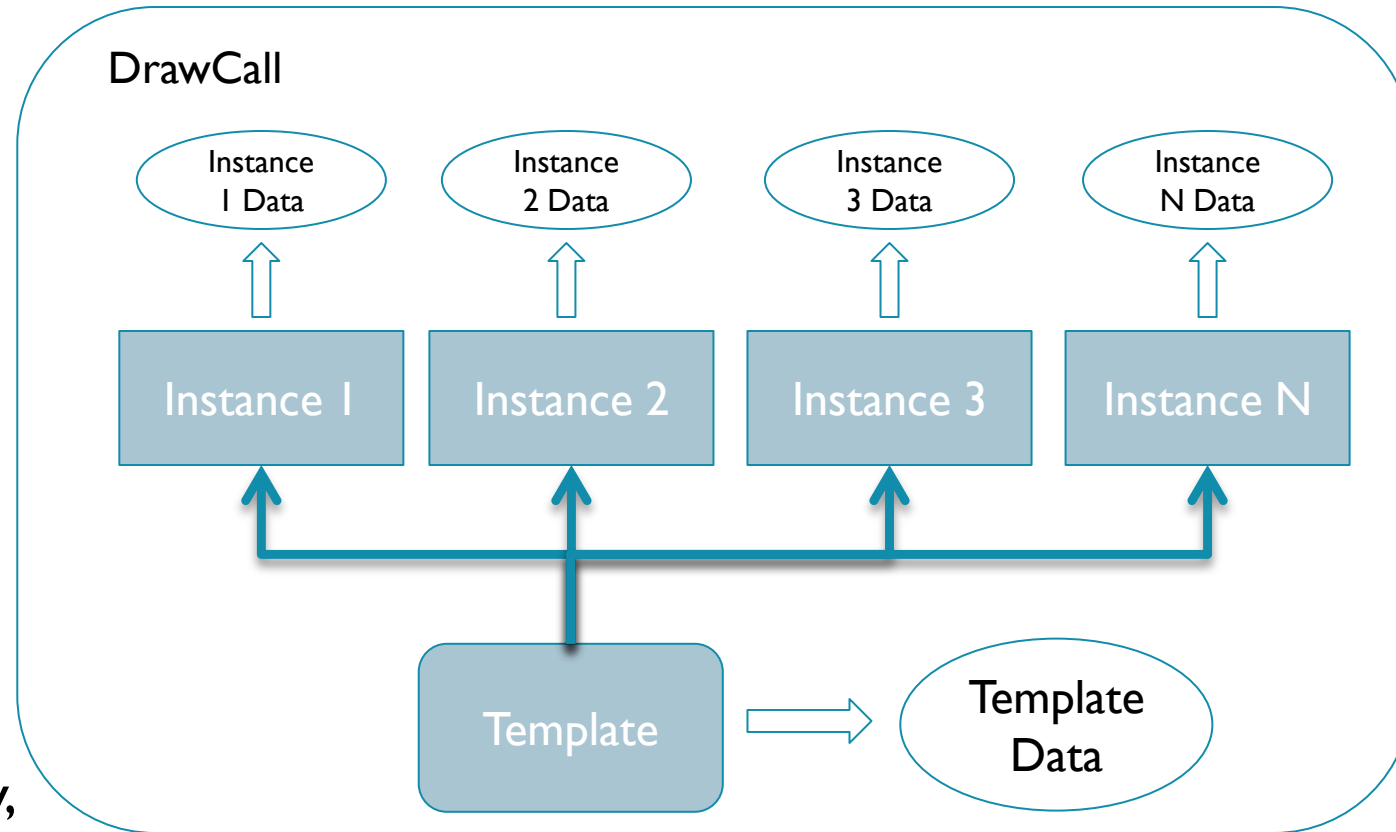 DrawCall
Instance
1 Data
Instance
2 Data
Instance
3 Data
Instance
N Data
Instance 1
Instance 2
Instance 3
Instance N
Template
Template
Data